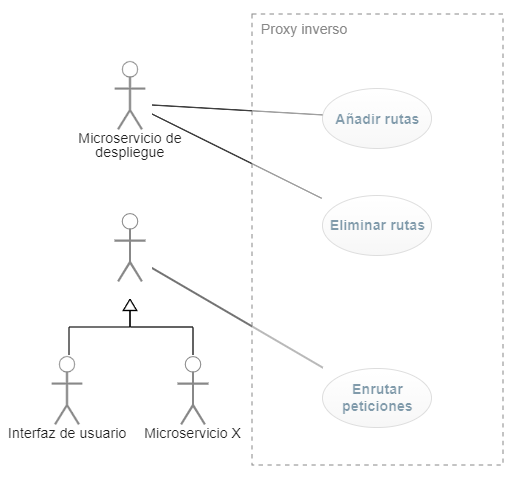 Proxy inverso
Microservicio de
despliegue
Añadir rutas
Eliminar rutas
Enrutar
peticiones
Interfaz de usuario
Microservicio X